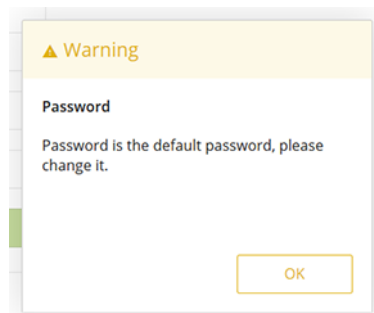 Warning
Password
Password is the default password, please
change it.
OK